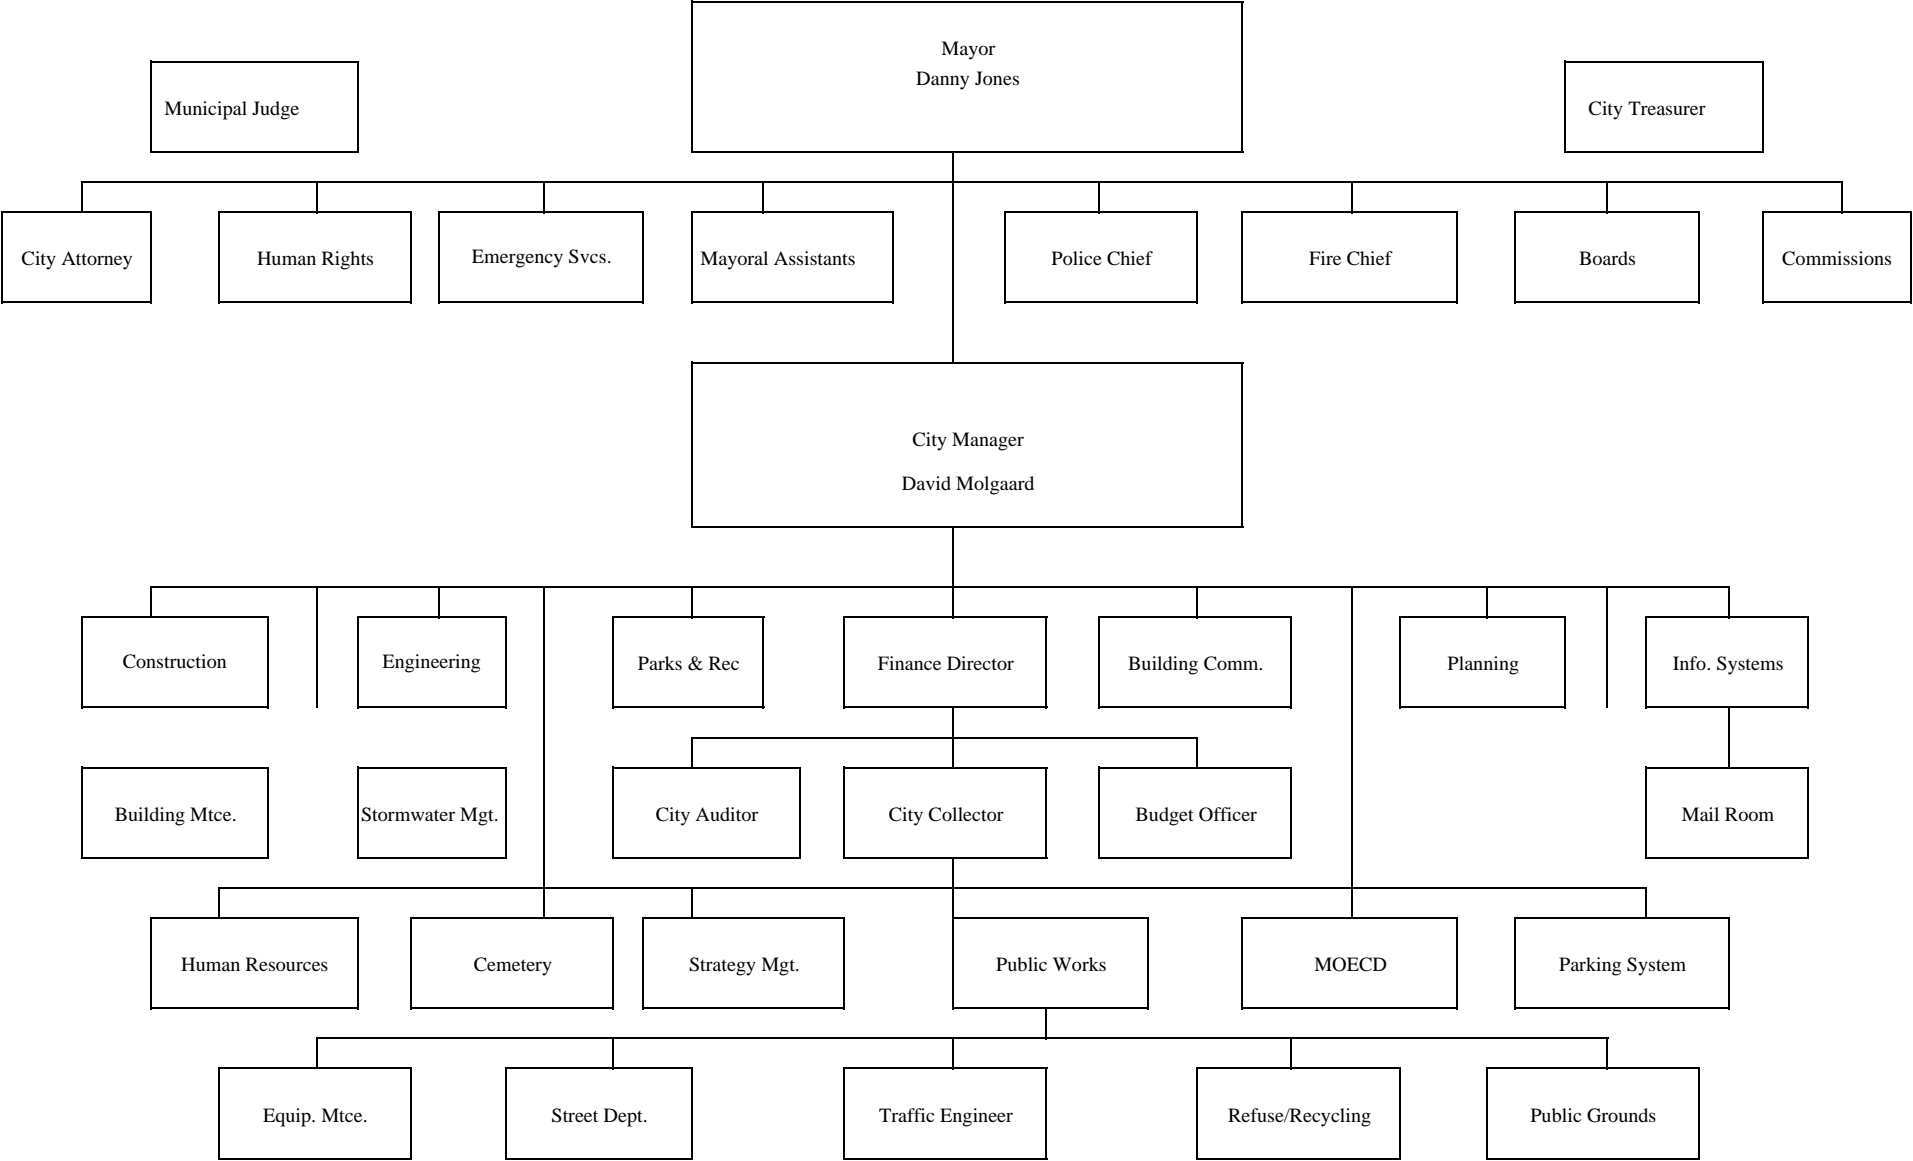 Mayor
Danny Jones
Municipal Judge
City Treasurer
City Attorney
Human Rights
Emergency Svcs.
Mayoral Assistants
Police Chief
Fire Chief
Boards
Commissions
City Manager
David Molgaard
Construction
Engineering
Parks & Rec
Finance Director
Building Comm.
Planning
Info. Systems
Building Mtce.
Stormwater Mgt.
City Auditor
City Collector
Budget Officer
Mail Room
Human Resources
Cemetery
Strategy Mgt.
Public Works
MOECD
Parking System
Equip. Mtce.
Street Dept.
Traffic Engineer
Refuse/Recycling
Public Grounds